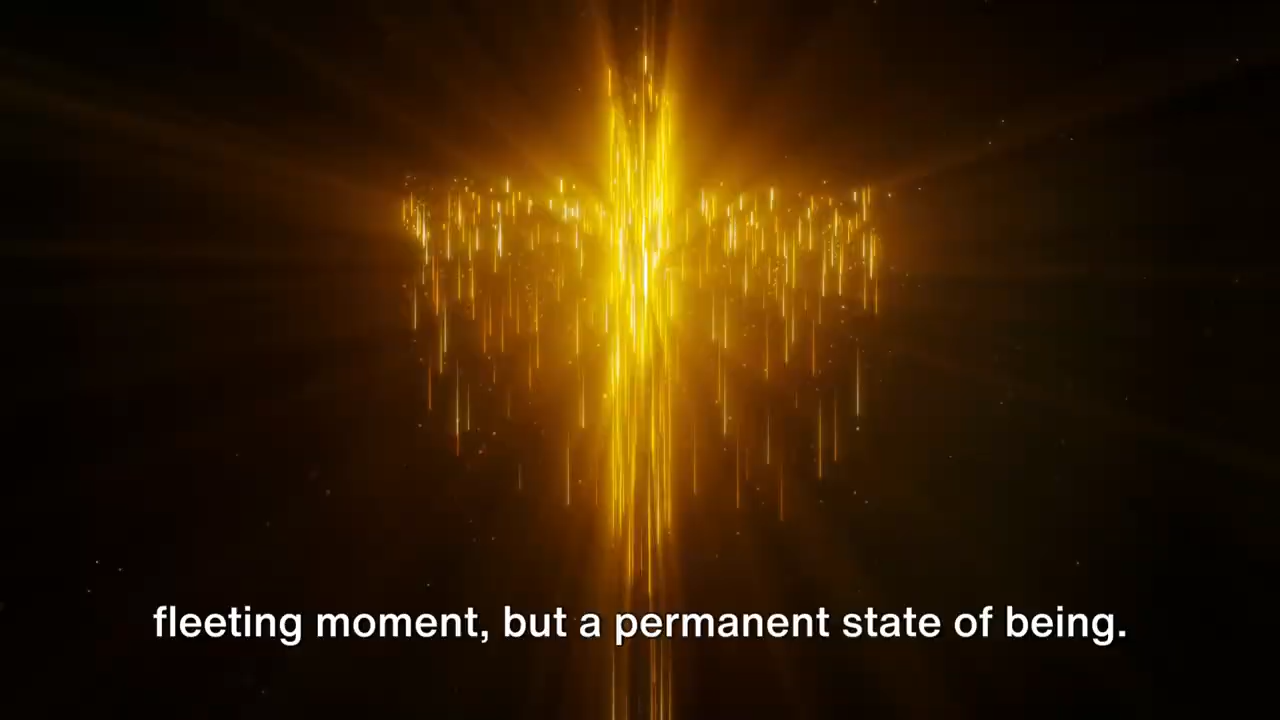 fleeting moment, but a permanent state of being.